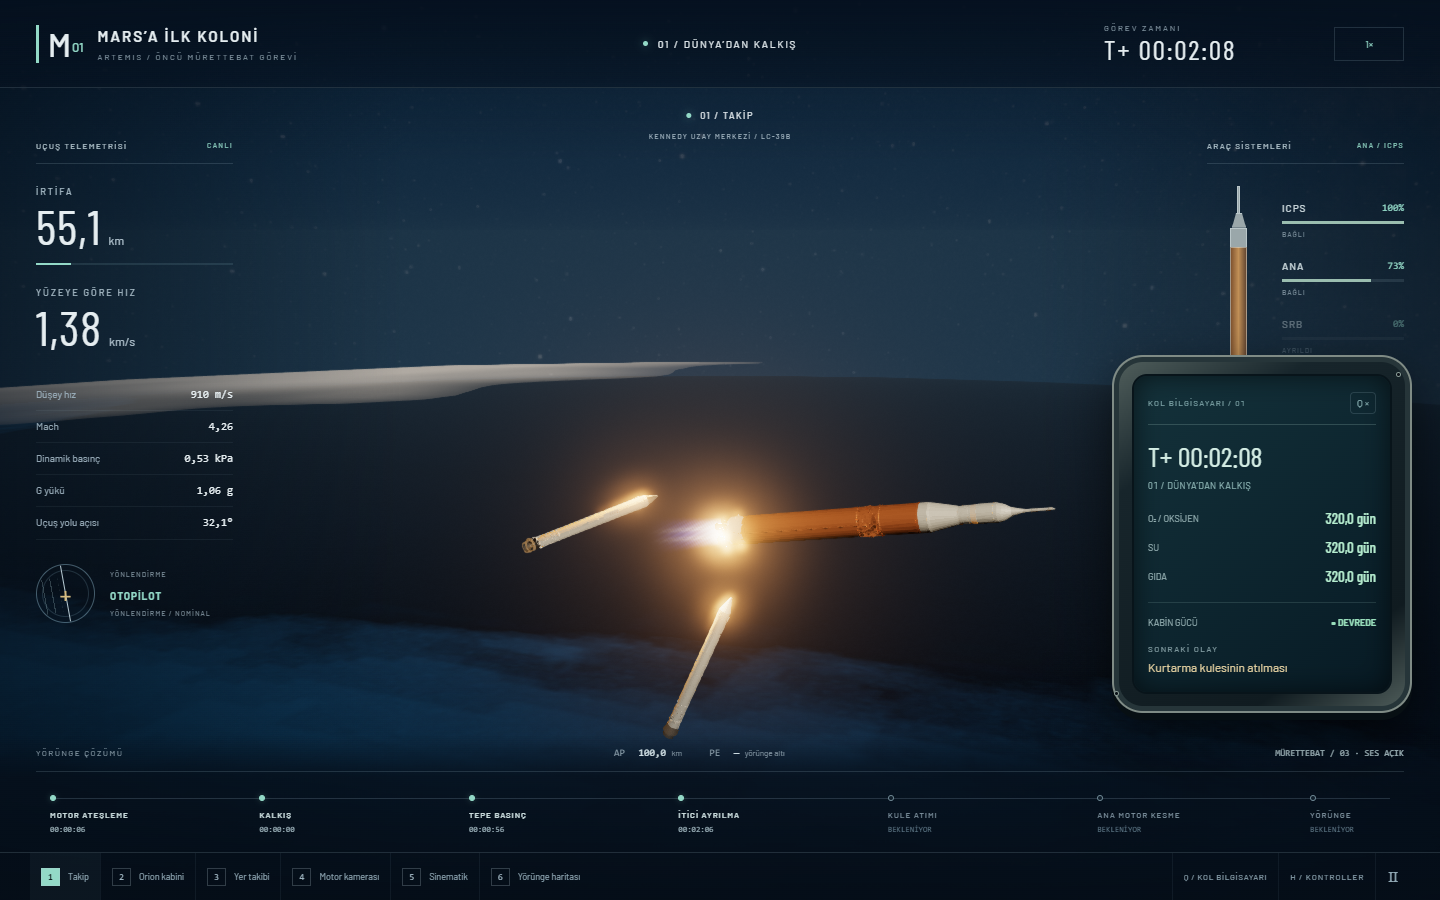 M01
MARS'A İLK KOLONİ
ARTEMIS / ÖNCÜ MÜRETTEBAT GÖREVİ
01 / DÜNYA'DAN KALKIŞ
GÖREV ZAMANI
T+ 00:02:08
1×
01 / TAKİP
KENNEDY UZAY MERKEZİ / LC-39B
UÇUŞ TELEMETRİSİ CANLI
İRTİFA
55,1 km
YÜZEYE GÖRE HIZ
1,38 km/s
Düşey hız 910 m/s
Mach 4,26
Dinamik basınç 0,53 kPa
G yükü 1,06 g
Uçuş yolu açısı 32,1°
YÖNLENDİRME
OTOPİLOT
YÖNLENDİRME / NOMİNAL
ARAÇ SİSTEMLERİ ANA / ICPS
ICPS 100%
BAĞLI
ANA 73%
BAĞLI
SRB 0%
AYRILDI
KOL BİLGİSAYARI / 01 Q ×
T+ 00:02:08
01 / DÜNYA'DAN KALKIŞ
O₂ / OKSİJEN 320,0 gün
SU 320,0 gün
GIDA 320,0 gün
KABİN GÜCÜ DEVREDE
SONRAKİ OLAY
Kurtarma kulesinin atılması
YÖRÜNGE ÇÖZÜMÜ
AP 100,0 km PE — yörünge altı
MÜRETTEBAT / 03 · SES AÇIK
MOTOR ATEŞLEME
00:00:06
KALKIŞ
00:00:00
TEPE BASINÇ
00:00:56
İTİCİ AYRILMA
00:02:06
KULE ATIMI
BEKLENİYOR
ANA MOTOR KESME
BEKLENİYOR
YÖRÜNGE
BEKLENİYOR
1 Takip
2 Orion kabini
3 Yer takibi
4 Motor kamerası
5 Sinematik
6 Yörünge haritası
Q / KOL BİLGİSAYARI
H / KONTROLLER